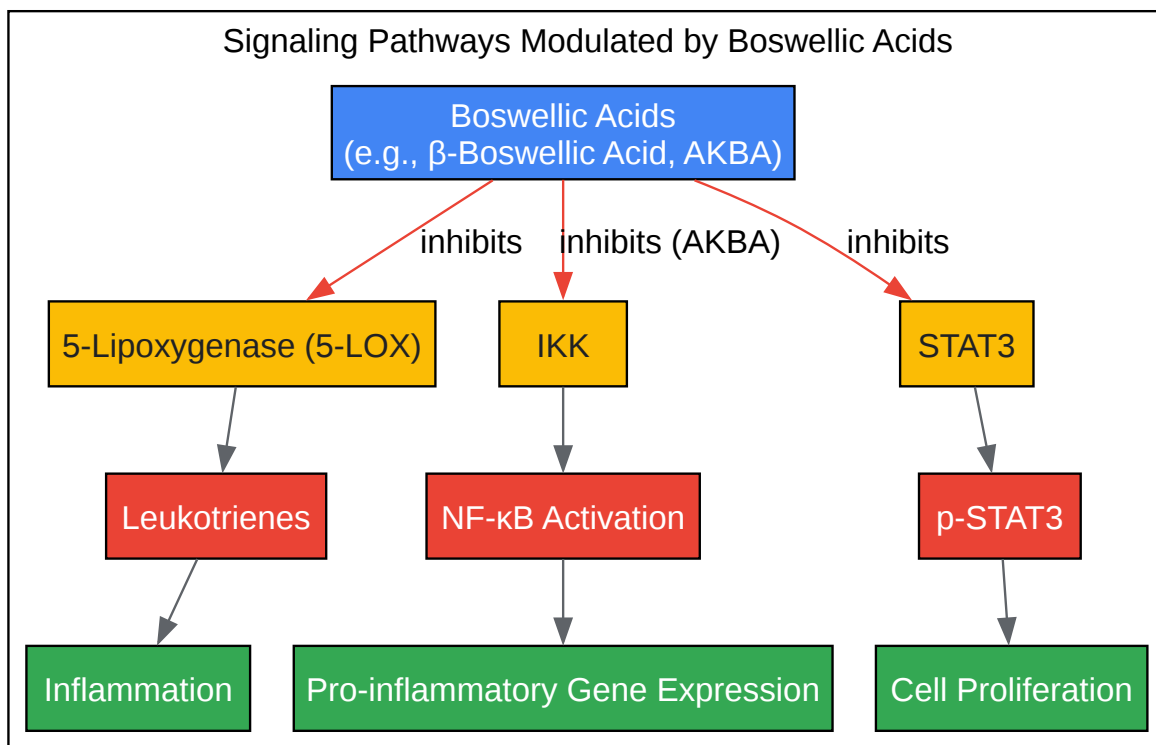 Signaling Pathways Modulated by Boswellic Acids
Boswellic Acids
(e.g., β-Boswellic Acid, AKBA)
inhibits
inhibits (AKBA)
inhibits
5-Lipoxygenase (5-LOX)
IKK
STAT3
Leukotrienes
NF-κB Activation
p-STAT3
Inflammation
Pro-inflammatory Gene Expression
Cell Proliferation